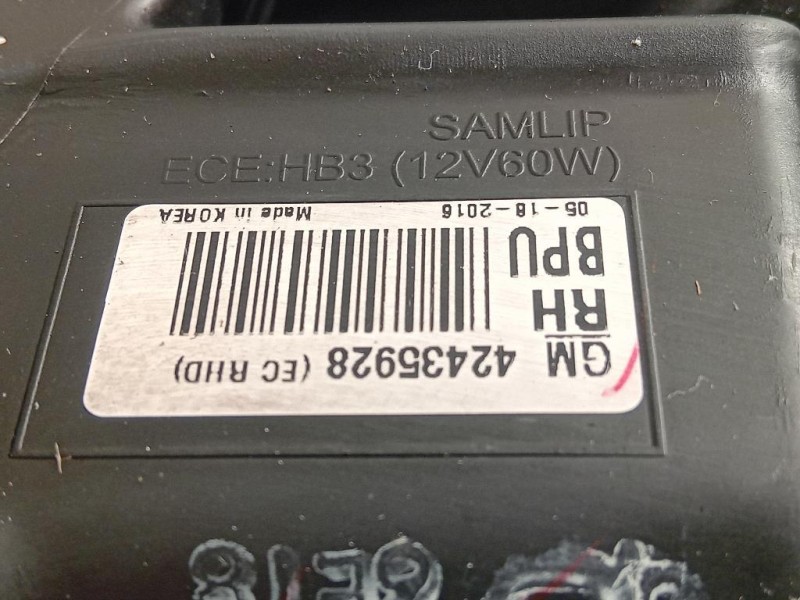 SAMLIP
ECE:HB3 (12V60W)
GM 42435928 (EC RHD)
RH
BPU
05-18-2016 Made in KOREA